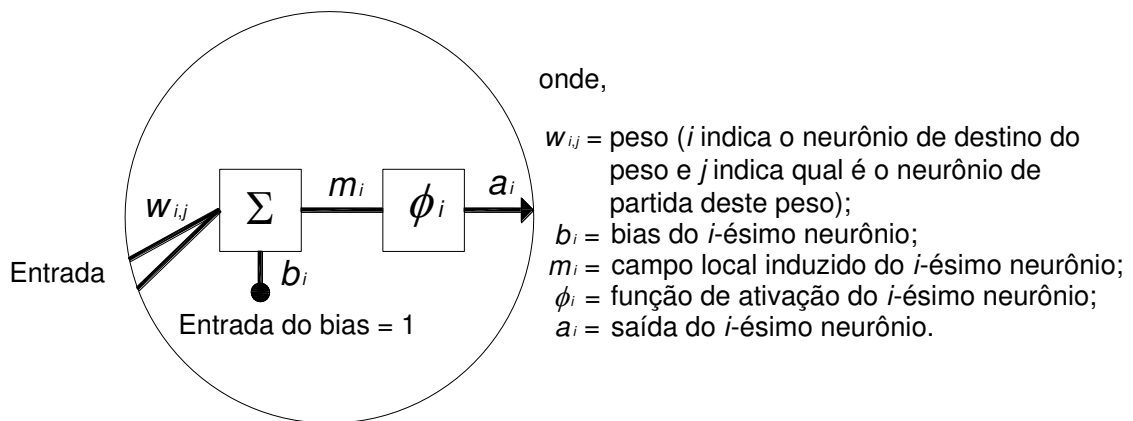 onde,
w i,j = peso (i indica o neurônio de destino do
peso e j indica qual é o neurônio de
partida deste peso);
b i = bias do i-ésimo neurônio;
m i = campo local induzido do i-ésimo neurônio;
ϕ i = função de ativação do i-ésimo neurônio;
a i = saída do i-ésimo neurônio.
w i,j
Σ
m i
ϕ i
a i
b i
Entrada
Entrada do bias = 1